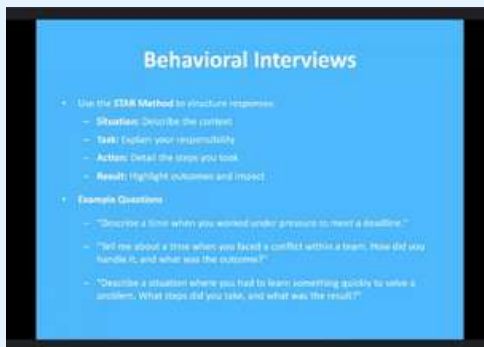 Behavioral Interviews
• Use the STAR Method to structure responses:
– Situation: Describe the context
– Task: Explain your responsibility
– Action: Detail the steps you took
– Result: Highlight outcomes and impact
• Example Questions
– "Describe a time when you worked under pressure to meet a deadline."
– "Tell me about a time when you faced a conflict within a team. How did you
handle it, and what was the outcome?"
– "Describe a situation where you had to learn something quickly to solve a
problem. What steps did you take, and what was the result?"